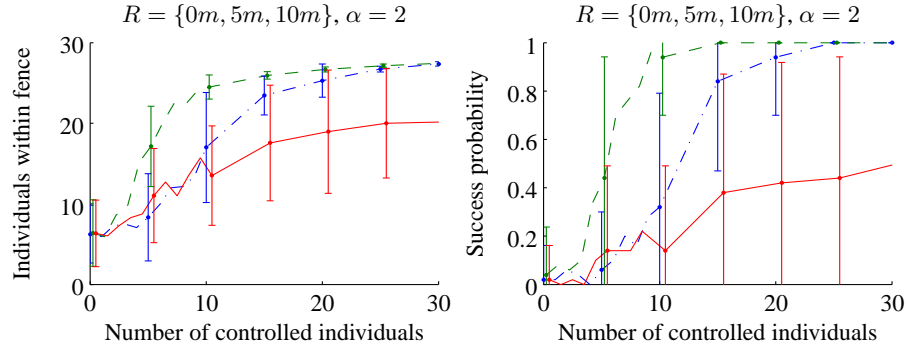 R = {0m, 5m, 10m}, α = 2
30
20
10
0
Individuals within fence
0 10 20 30
Number of controlled individuals
R = {0m, 5m, 10m}, α = 2
1
0.8
0.6
0.4
0.2
0
Success probability
0 10 20 30
Number of controlled individuals